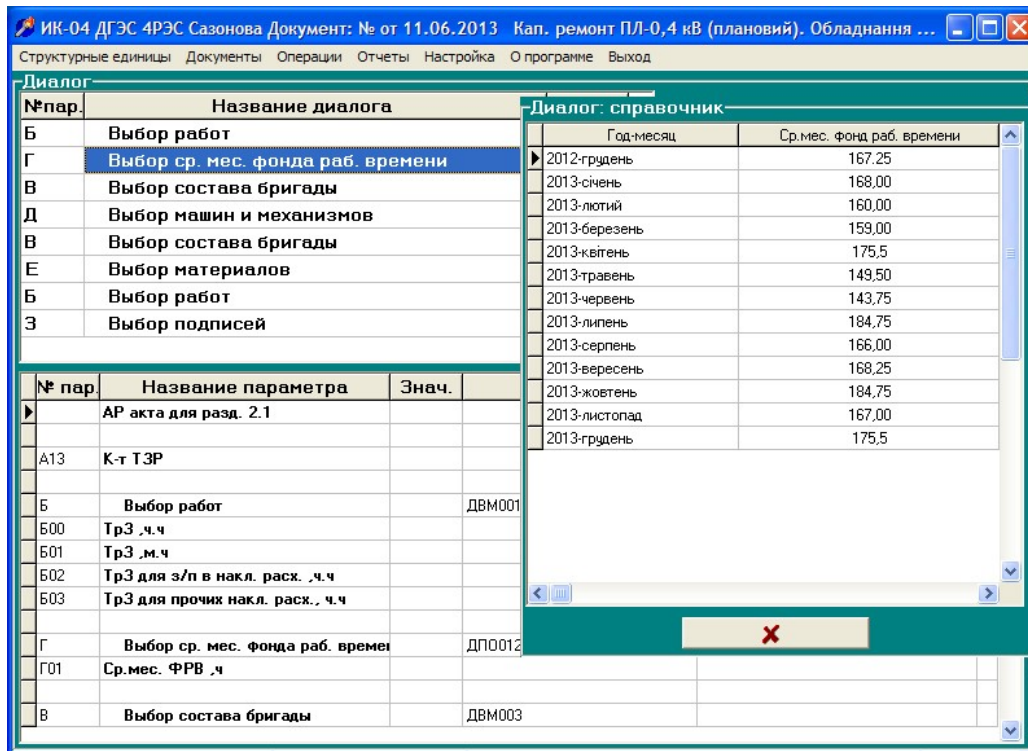 ИК-04 ДГЭС 4РЭС Сазонова Документ: № от 11.06.2013 Кап. ремонт ПЛ-0,4 кВ (плановий). Обладнання ...
Структурные единицы Документы Операции Отчеты Настройка О программе Выход
Диалог
№пар. Название диалога
Б Выбор работ
Г Выбор ср. мес. фонда раб. времени
В Выбор состава бригады
Д Выбор машин и механизмов
В Выбор состава бригады
Е Выбор материалов
Б Выбор работ
З Выбор подписей
Диалог: справочник
Год-месяц Ср.мес. фонд раб. времени
2012-грудень 167.25
2013-січень 168,00
2013-лютий 160,00
2013-березень 159,00
2013-квітень 175,5
2013-травень 149,50
2013-червень 143,75
2013-липень 184,75
2013-серпень 166,00
2013-вересень 168,25
2013-жовтень 184,75
2013-листопад 167,00
2013-грудень 175,5
№ пар. Название параметра Знач.
АР акта для разд. 2.1
А13 К-т ТЗР
Б Выбор работ ДВМ001
Б00 ТрЗ ,ч.ч
Б01 ТрЗ ,м.ч
Б02 ТрЗ для з/п в накл. расх. ,ч.ч
Б03 ТрЗ для прочих накл. расх., ч.ч
Г Выбор ср. мес. фонда раб. времен ДП0012
Г01 Ср.мес. ФРВ ,ч
В Выбор состава бригады ДВМ003